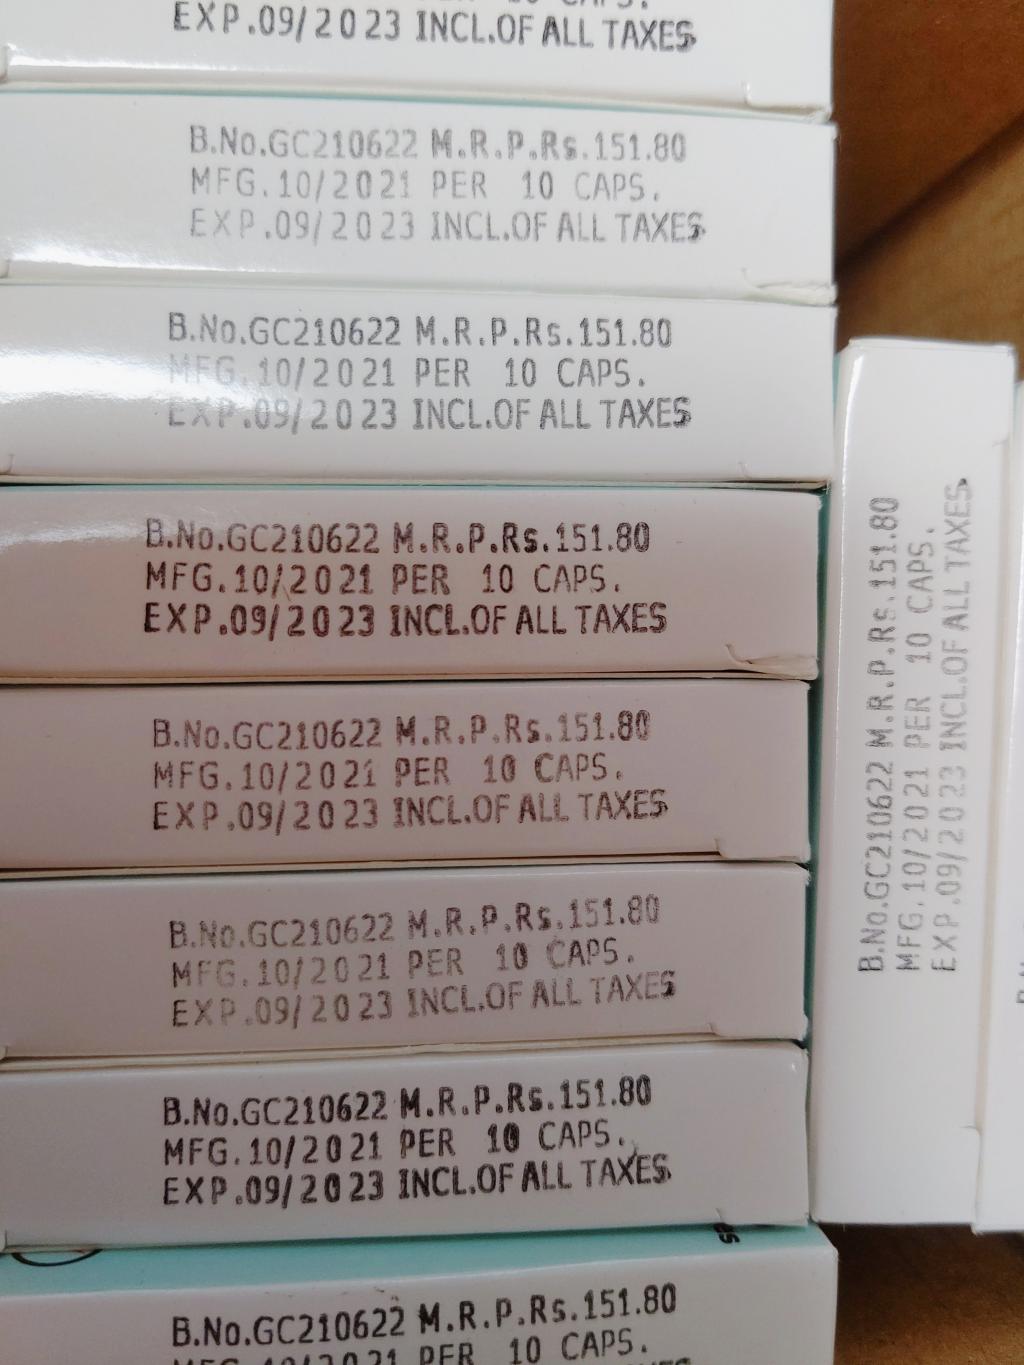 EXP.09/2023 INCL.OF ALL TAXES
B.No.GC210622 M.R.P.Rs.151.80
MFG.10/2021 PER 10 CAPS.
EXP.09/2023 INCL.OF ALL TAXES
B.No.GC210622 M.R.P.Rs.151.80
MFG.10/2021 PER 10 CAPS.
EXP.09/2023 INCL.OF ALL TAXES
B.No.GC210622 M.R.P.Rs.151.80
MFG.10/2021 PER 10 CAPS.
EXP.09/2023 INCL.OF ALL TAXES
B.No.GC210622 M.R.P.Rs.151.80
MFG.10/2021 PER 10 CAPS.
EXP.09/2023 INCL.OF ALL TAXES
B.No.GC210622 M.R.P.Rs.151.80
MFG.10/2021 PER 10 CAPS.
EXP.09/2023 INCL.OF ALL TAXES
B.No.GC210622 M.R.P.Rs.151.80
MFG.10/2021 PER 10 CAPS.
EXP.09/2023 INCL.OF ALL TAXES
B.No.GC210622 M.R.P.Rs.151.80
PER 10 CAPS.
B.No.GC210622 M.R.P.Rs.151.80
MFG.10/2021 PER 10 CAPS.
EXP.09/2023 INCL.OF ALL TAXES